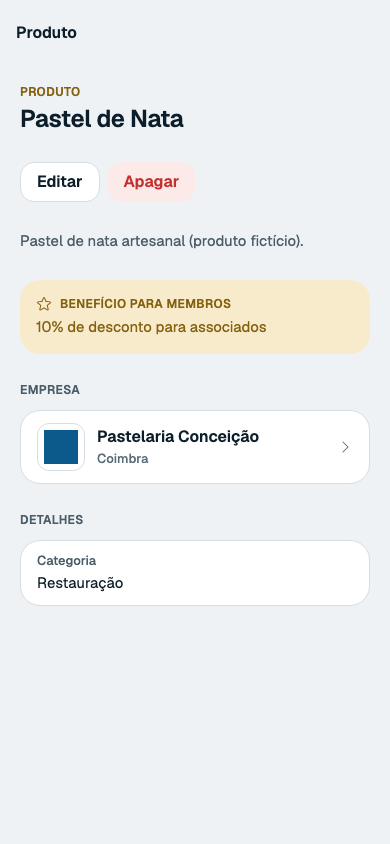 Produto
PRODUTO
Pastel de Nata
Editar
Apagar
Pastel de nata artesanal (produto fictício).
BENEFÍCIO PARA MEMBROS
10% de desconto para associados
EMPRESA
Pastelaria Conceição
Coimbra
DETALHES
Categoria
Restauração